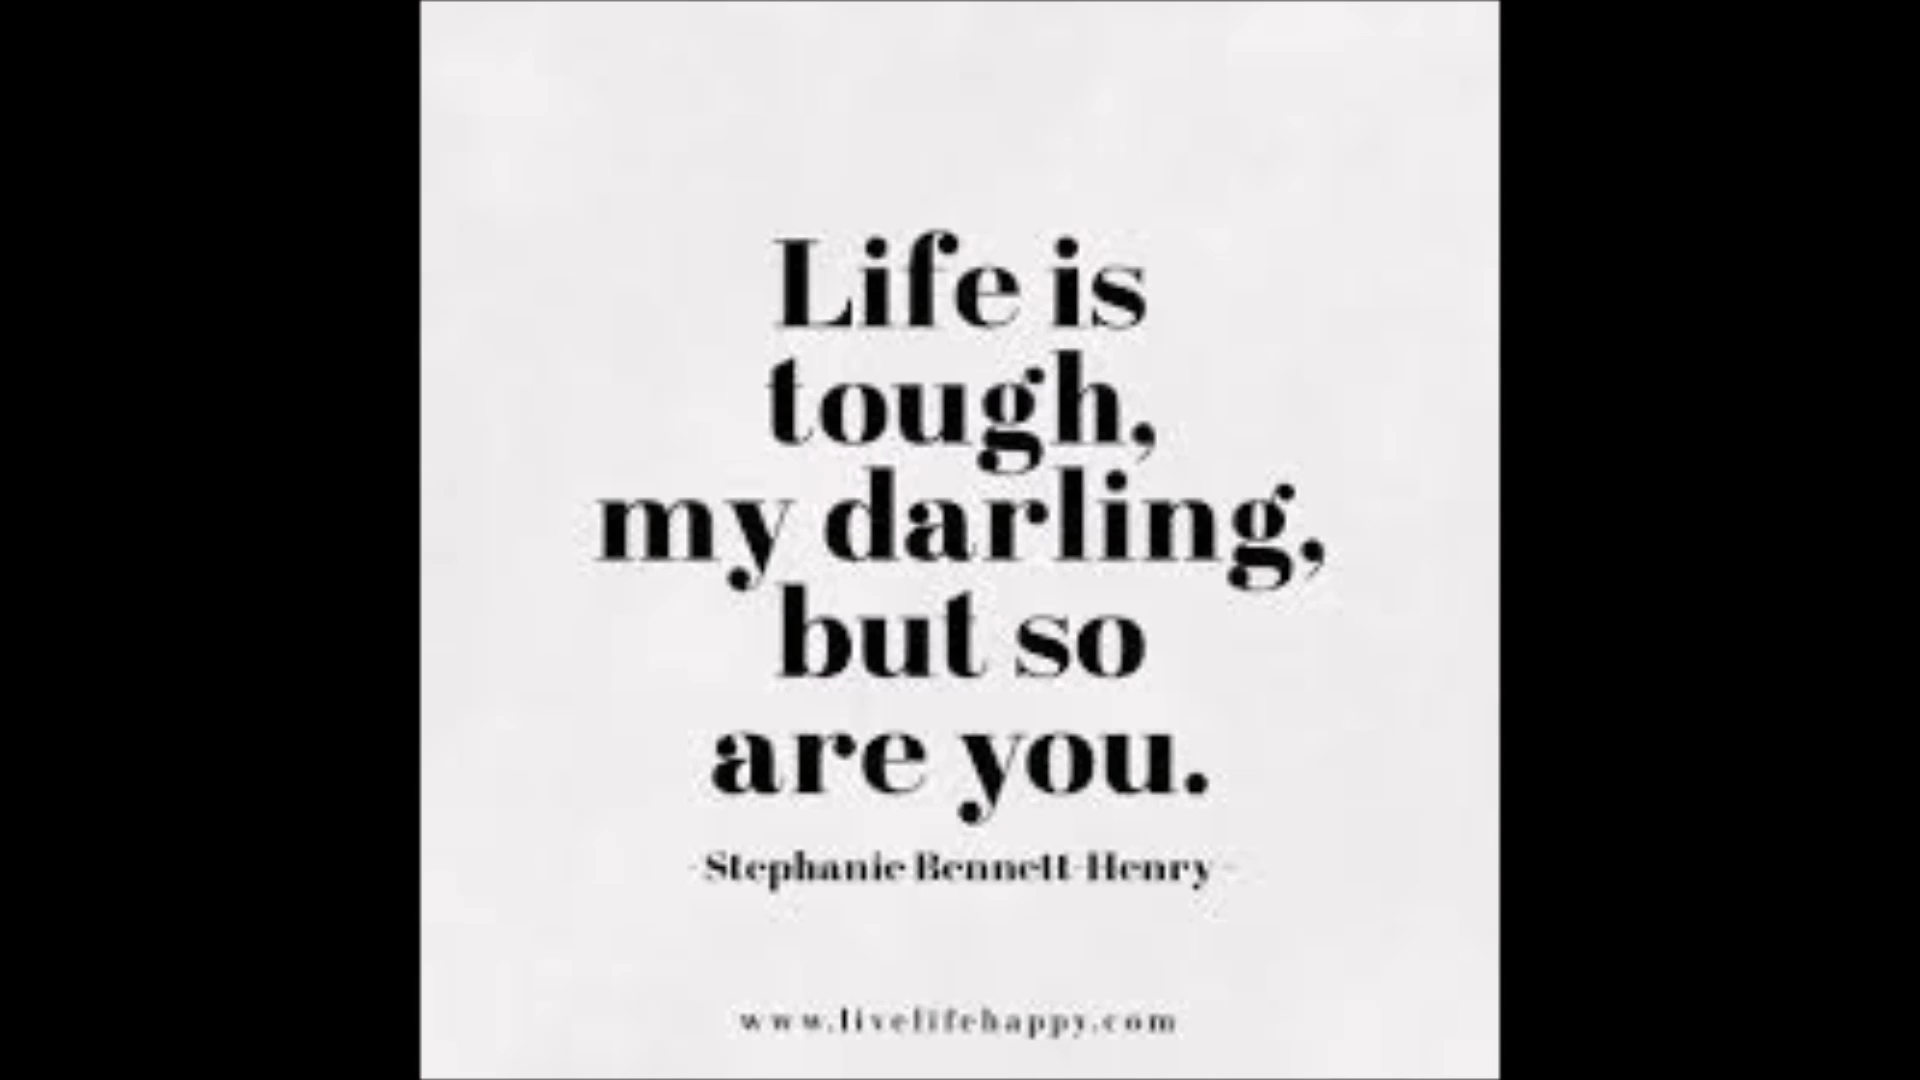 Life is
tough,
my darling,
but so
are you.
- Stephanie Bennett-Henry -
www.livelifehappy.com